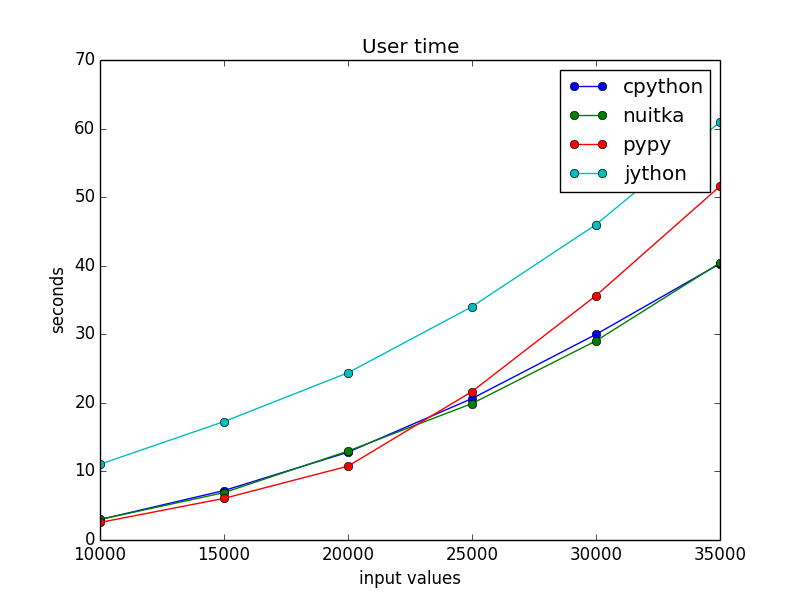 User time
70
60
50
40
30
20
10
0
seconds
cpython
nuitka
pypy
jython
10000 15000 20000 25000 30000 35000
input values